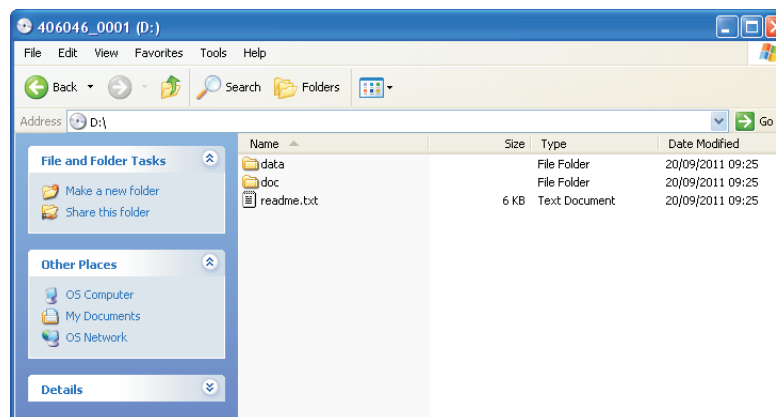 406046_0001 (D:)
File Edit View Favorites Tools Help
Back Search Folders
Address D:\ Go
Name Size Type Date Modified
File and Folder Tasks
Make a new folder
Share this folder
Other Places
OS Computer
My Documents
OS Network
Details
data File Folder 20/09/2011 09:25
doc File Folder 20/09/2011 09:25
readme.txt 6 KB Text Document 20/09/2011 09:25